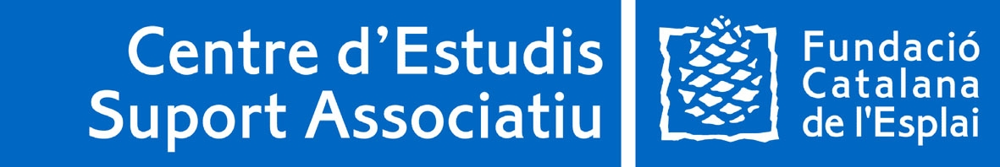 Centre d’Estudis
Suport Associatiu
Fundació
Catalana
de l'Esplai